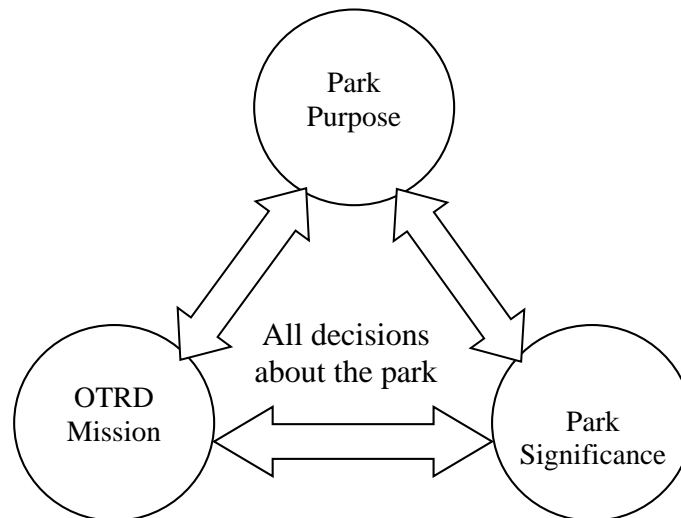 Park
Purpose
All decisions
about the park
OTRD
Mission
Park
Significance